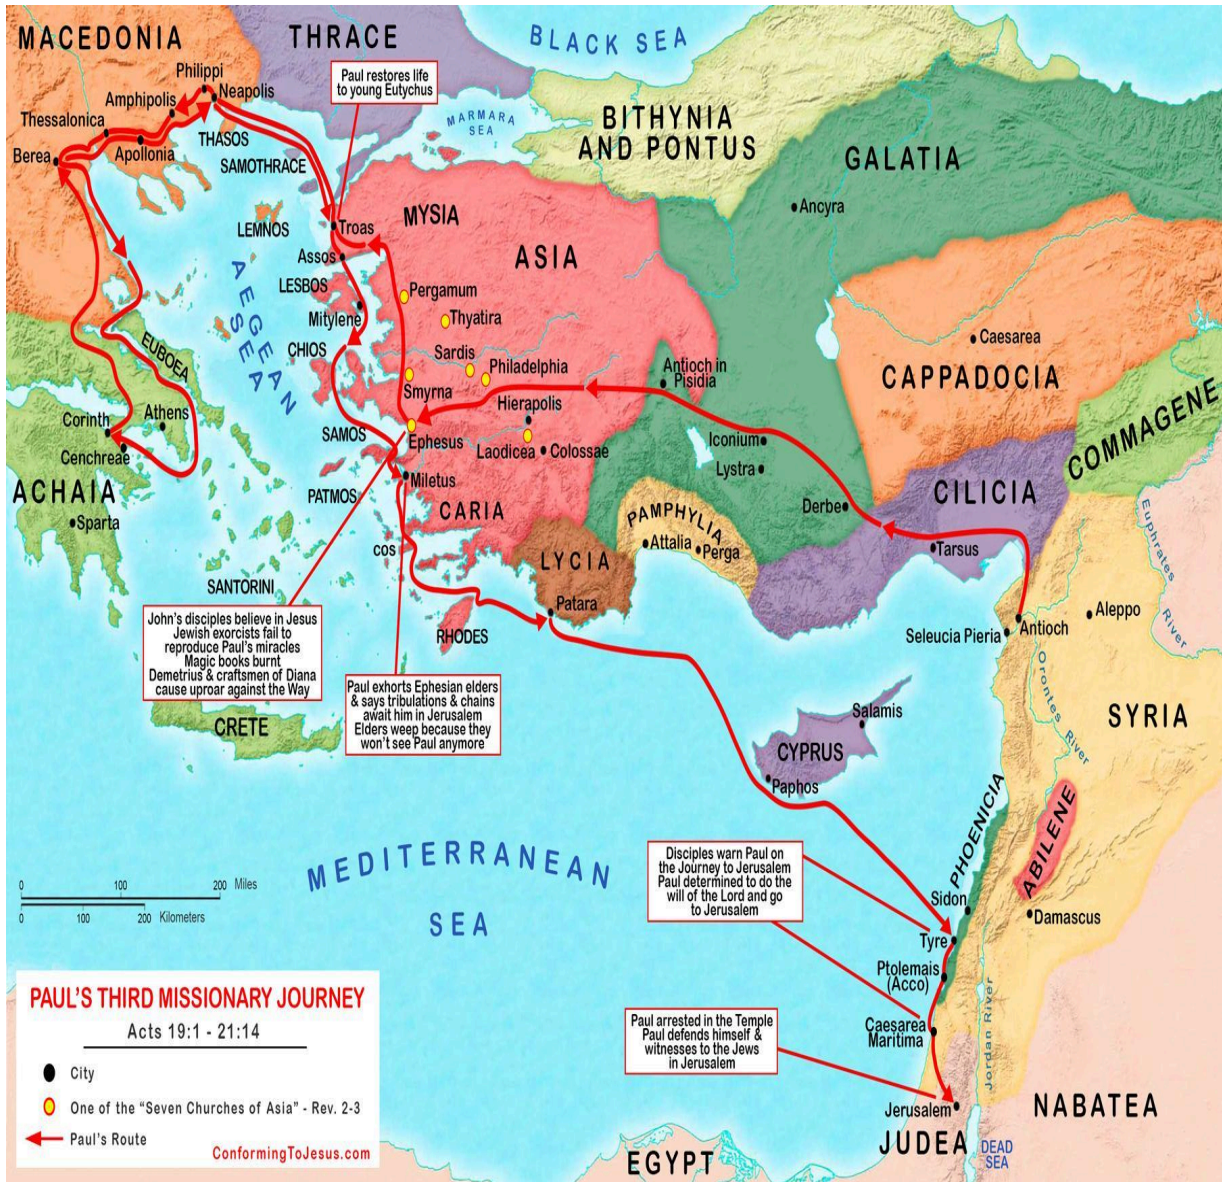 MACEDONIA
THRACE
BLACK SEA
Philippi
Neapolis
Amphipolis
Thessalonica
Berea
Apollonia
THASOS
SAMOTHRACE
Paul restores life
to young Eutychus
MARMARA
SEA
BITHYNIA
AND PONTUS
GALATIA
Ancyra
LEMNOS
Troas
MYSIA
ASIA
Assos
LESBOS
Mitylene
AEGEAN
SEA
Pergamum
Thyatira
CHIOS
Sardis
Philadelphia
Smyrna
Hierapolis
Antioch in
Pisidia
Caesarea
CAPPADOCIA
COMMAGENE
EUBOEA
Corinth
Athens
Cenchreae
SAMOS
Ephesus
Laodicea
Colossae
Iconium
Lystra
ACHAIA
Sparta
PATMOS
Miletus
CARIA
PAMPHYLIA
Derbe
CILICIA
Euphrates
River
cos
LYCIA
Attalia
Perga
Tarsus
SANTORINI
Patara
RHODES
Seleucia Pieria
Antioch
Aleppo
John's disciples believe in Jesus
Jewish exorcists fail to
reproduce Paul's miracles
Magic books burnt
Demetrius & craftsmen of Diana
cause uproar against the Way
Paul exhorts Ephesian elders
& says tribulations & chains
await him in Jerusalem
Elders weep because they
won't see Paul anymore
CRETE
Orontes River
SYRIA
Salamis
CYPRUS
Paphos
PHOENICIA
ABILENE
MEDITERRANEAN
SEA
Disciples warn Paul on
the Journey to Jerusalem
Paul determined to do the
will of the Lord and go
to Jerusalem
Sidon
Damascus
Tyre
0 100 200 Miles
0 100 200 Kilometers
Ptolemais
(Acco)
Jordan River
PAUL'S THIRD MISSIONARY JOURNEY
Acts 19:1 - 21:14
City
One of the "Seven Churches of Asia" - Rev. 2-3
Paul's Route
ConformingToJesus.com
Paul arrested in the Temple
Paul defends himself &
witnesses to the Jews
in Jerusalem
Caesarea
Maritima
Jerusalem
NABATEA
JUDEA
DEAD
SEA
EGYPT